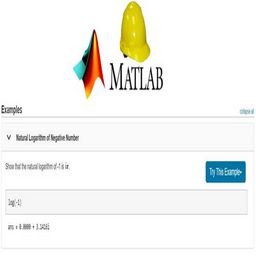 MATLAB
Examples
collapse all
Natural Logarithm of Negative Number
Show that the natural logarithm of -1 is iπ.
Try This Example
log(-1)
ans = 0.0000 + 3.1416i